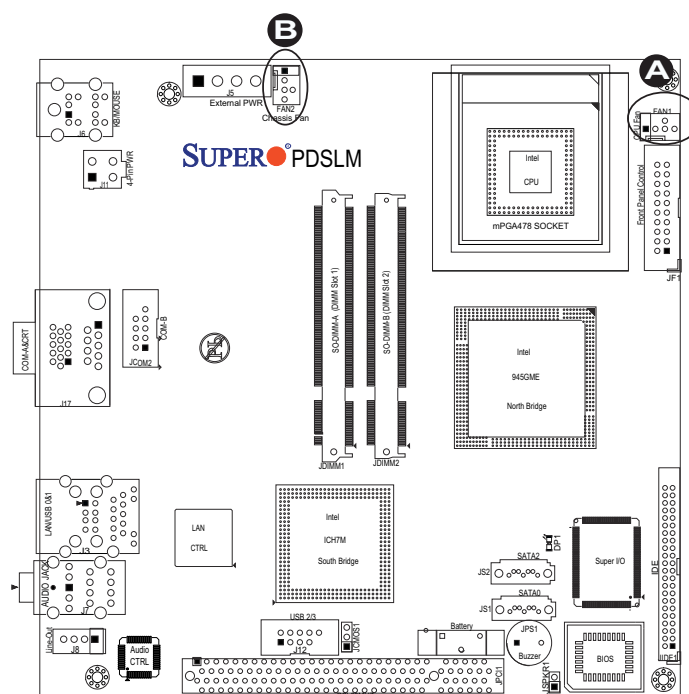 B
A
J5
External PWR
FAN2
Chassis Fan
FAN1
CPU Fan
KB/MOUSE
J6
SUPER ® PDSLM
4-Pin PWR
J11
Intel
CPU
mPGA478 SOCKET
Front Panel Control
JF1
SO-DIMM-A (DIMM Slot 1)
SO-DIMM-B (DIMM Slot 2)
COM-A&CRT
J17
COM-B
JCOM2
Intel
945GME
North Bridge
JDIMM1
JDIMM2
LAN/USB 0&1
J3
LAN
CTRL
Intel
ICH7M
South Bridge
DP1
Super I/O
IDE
SATA2
JS2
SATA0
JS1
AUDIO JACK
J7
Line-Out
J8
Audio
CTRL
USB 2/3
J12
JCMOS1
Battery
JPS1
Buzzer
BIOS
JPCI1